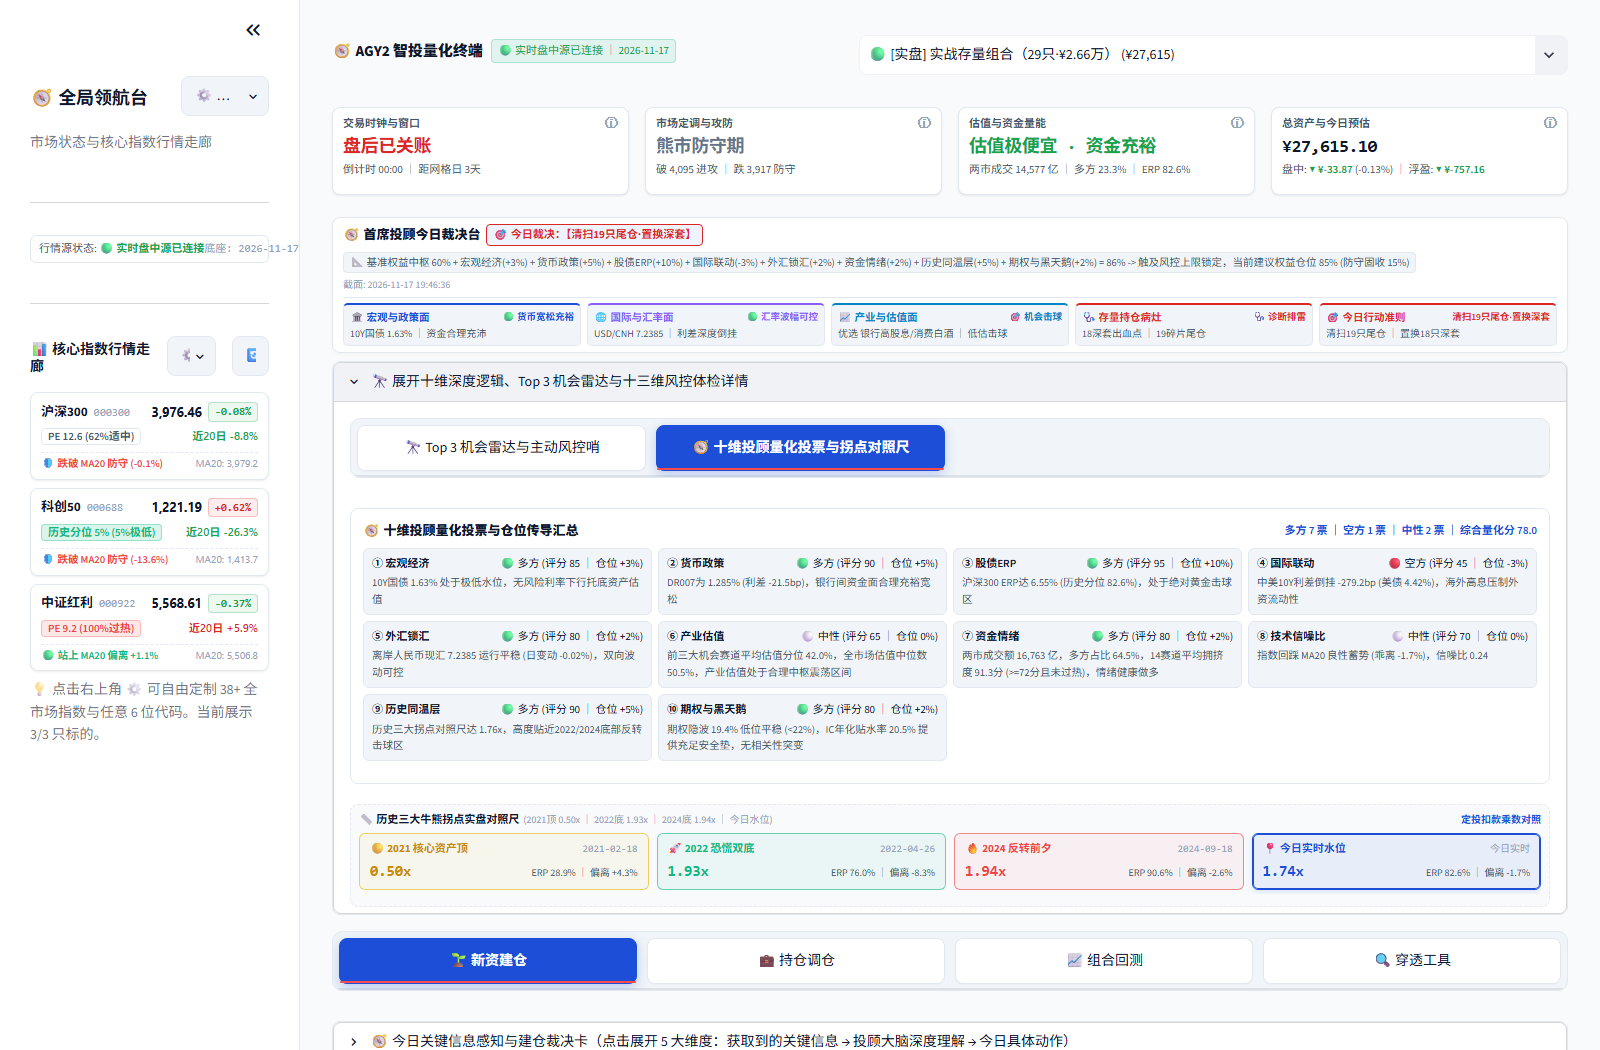 全局领航台
...
市场状态与核心指数行情走廊
行情源状态: 实时盘中源已连接 底座: 2026-11-17
核心指数行情走廊
沪深300 000300 3,976.46 -0.08%
PE 12.6 (62%适中) 近20日 -8.8%
跌破 MA20 防守 (-0.1%) MA20: 3,979.2
科创50 000688 1,221.19 +0.62%
历史分位 5% (5%极低) 近20日 -26.3%
跌破 MA20 防守 (-13.6%) MA20: 1,413.7
中证红利 000922 5,568.61 -0.37%
PE 9.2 (100%过热) 近20日 +5.9%
站上 MA20 偏离 +1.1% MA20: 5,506.8
点击右上角 ⚙️ 可自由定制 38+ 全
市场指数与任意 6 位代码。当前展示
3/3 只标的。
AGY2 智投量化终端 实时盘中源已连接 | 2026-11-17
[实盘] 实战存量组合（29只·¥2.66万） (¥27,615)
交易时钟与窗口
盘后已关账
倒计时 00:00 | 距网格日 3天
市场定调与攻防
熊市防守期
破 4,095 进攻 | 跌 3,917 防守
估值与资金量能
估值极便宜 · 资金充裕
两市成交 14,577 亿 | 多方 23.3% | ERP 82.6%
总资产与今日预估
¥27,615.10
盘中: ▼ ¥-33.87 (-0.13%) | 浮盈: ▼ ¥-757.16
首席投顾今日裁决台 今日裁决：【清扫19只尾仓·置换深套】
基准权益中枢 60% + 宏观经济(+3%) + 货币政策(+5%) + 股债ERP(+10%) + 国际联动(-3%) + 外汇锁汇(+2%) + 资金情绪(+2%) + 历史同温层(+5%) + 期权与黑天鹅(+2%) = 86% -> 触及风控上限锁定，当前建议权益仓位 85% (防守固收 15%)
截面: 2026-11-17 19:46:36
宏观与政策面 货币宽松充裕
10Y国债 1.63% | 资金合理充沛
国际与汇率面 汇率波幅可控
USD/CNH 7.2385 | 利差深度倒挂
产业与估值面 机会击球
优选 银行高股息/消费白酒 | 低估击球
存量持仓病灶 诊断排雷
18深套出血点 | 19碎片尾仓
今日行动准则 清扫19只尾仓·置换深套
清扫19只尾仓 | 置换18只深套
展开十维深度逻辑、Top 3 机会雷达与十三维风控体检详情
Top 3 机会雷达与主动风控哨
十维投顾量化投票与拐点对照尺
十维投顾量化投票与仓位传导汇总 多方 7 票 | 空方 1 票 | 中性 2 票 | 综合量化分 78.0
① 宏观经济 多方 (评分 85 | 仓位 +3%)
10Y国债 1.63% 处于极低水位，无风险利率下行托底资产估
值
② 货币政策 多方 (评分 90 | 仓位 +5%)
DR007为 1.285% (利差 -21.5bp)，银行间资金面合理充裕宽
松
③ 股债ERP 多方 (评分 95 | 仓位 +10%)
沪深300 ERP达 6.55% (历史分位 82.6%)，处于绝对黄金击球
区
④ 国际联动 空方 (评分 45 | 仓位 -3%)
中美10Y利差倒挂 -279.2bp (美债 4.42%)，海外高息压制外
资流动性
⑤ 外汇锁汇 多方 (评分 80 | 仓位 +2%)
离岸人民币现汇 7.2385 运行平稳 (日变动 -0.02%)，双向波
动可控
⑥ 产业估值 中性 (评分 65 | 仓位 0%)
前三大机会赛道平均估值分位 42.0%，全市场估值中位数
50.5%，产业估值处于合理中枢震荡区间
⑦ 资金情绪 多方 (评分 80 | 仓位 +2%)
两市成交额 16,763 亿，多方占比 64.5%，14赛道平均拥挤
度 91.3分 (>=72分且未过热)，情绪健康做多
⑧ 技术信噪比 中性 (评分 70 | 仓位 0%)
指数回踩 MA20 良性蓄势 (乖离 -1.7%)，信噪比 0.24
⑨ 历史同温层 多方 (评分 90 | 仓位 +5%)
历史三大拐点对照尺达 1.76x，高度贴近2022/2024底部反转
击球区
⑩ 期权与黑天鹅 多方 (评分 80 | 仓位 +2%)
期权隐波 19.4% 低位平稳 (<22%)，IC年化贴水率 20.5% 提
供充足安全垫，无相关性突变
历史三大牛熊拐点实盘对照尺 (2021顶 0.50x | 2022底 1.93x | 2024底 1.94x | 今日水位) 定投扣款乘数对照
2021 核心资产顶 2021-02-18
0.50x ERP 28.9% | 偏离 +4.3%
2022 恐慌双底 2022-04-26
1.93x ERP 76.0% | 偏离 -8.3%
2024 反转前夕 2024-09-18
1.94x ERP 90.6% | 偏离 -2.6%
今日实时水位 今日实时
1.74x ERP 82.6% | 偏离 -1.7%
新资建仓
持仓调仓
组合回测
穿透工具
今日关键信息感知与建仓裁决卡（点击展开 5 大维度：获取到的关键信息 → 投顾大脑深度理解 → 今日具体动作）